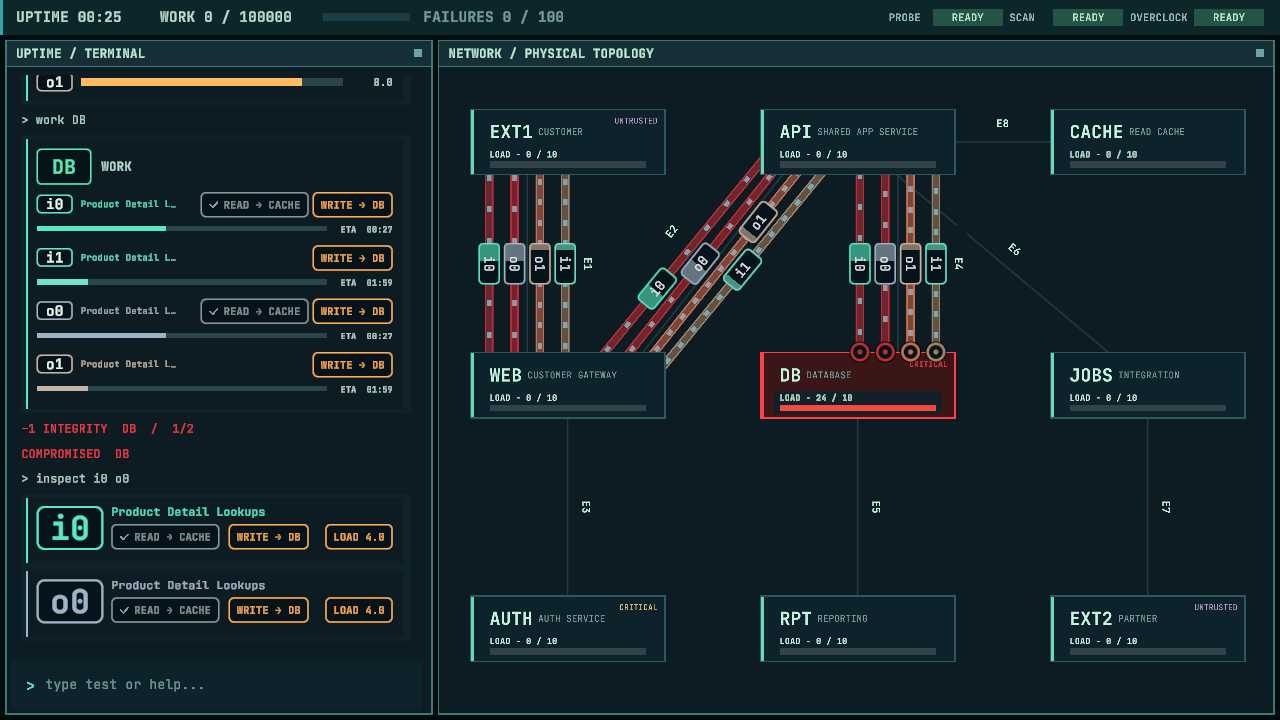 UPTIME 00:25 WORK 0 / 100000 FAILURES 0 / 100 PROBE READY SCAN READY OVERCLOCK READY
UPTIME / TERMINAL
o1 8.0
> work DB
DB WORK
i0 Product Detail L… ✓ READ → CACHE WRITE → DB
ETA 00:27
i1 Product Detail L… WRITE → DB
ETA 01:59
o0 Product Detail L… ✓ READ → CACHE WRITE → DB
ETA 00:27
o1 Product Detail L… WRITE → DB
ETA 01:59
−1 INTEGRITY DB / 1/2
COMPROMISED DB
> inspect i0 o0
i0 Product Detail Lookups
✓ READ → CACHE WRITE → DB LOAD 4.0
o0 Product Detail Lookups
✓ READ → CACHE WRITE → DB LOAD 4.0
> type test or help...
NETWORK / PHYSICAL TOPOLOGY
UNTRUSTED
EXT1 CUSTOMER
LOAD - 0 / 10
API SHARED APP SERVICE
LOAD - 0 / 10
E8
CACHE READ CACHE
LOAD - 0 / 10
i0 o0 o1 i1 E1
E2
i0 o0 o1 i1
i0 o0 o1 i1 E4
E6
WEB CUSTOMER GATEWAY
LOAD - 0 / 10
CRITICAL
DB DATABASE
LOAD - 24 / 10
JOBS INTEGRATION
LOAD - 0 / 10
E3
E5
E7
CRITICAL
AUTH AUTH SERVICE
LOAD - 0 / 10
RPT REPORTING
LOAD - 0 / 10
UNTRUSTED
EXT2 PARTNER
LOAD - 0 / 10